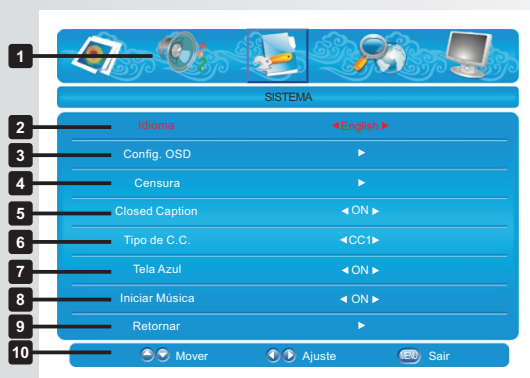 1
SISTEMA
2 Idioma ◄English►
3 Config. OSD ►
4 Censura ►
5 Closed Caption ◄ ON ►
6 Tipo de C.C. ◄CC1►
7 Tela Azul ◄ ON ►
8 Iniciar Música ◄ ON ►
9 Retornar ►
10 Mover Ajuste MENU Sair